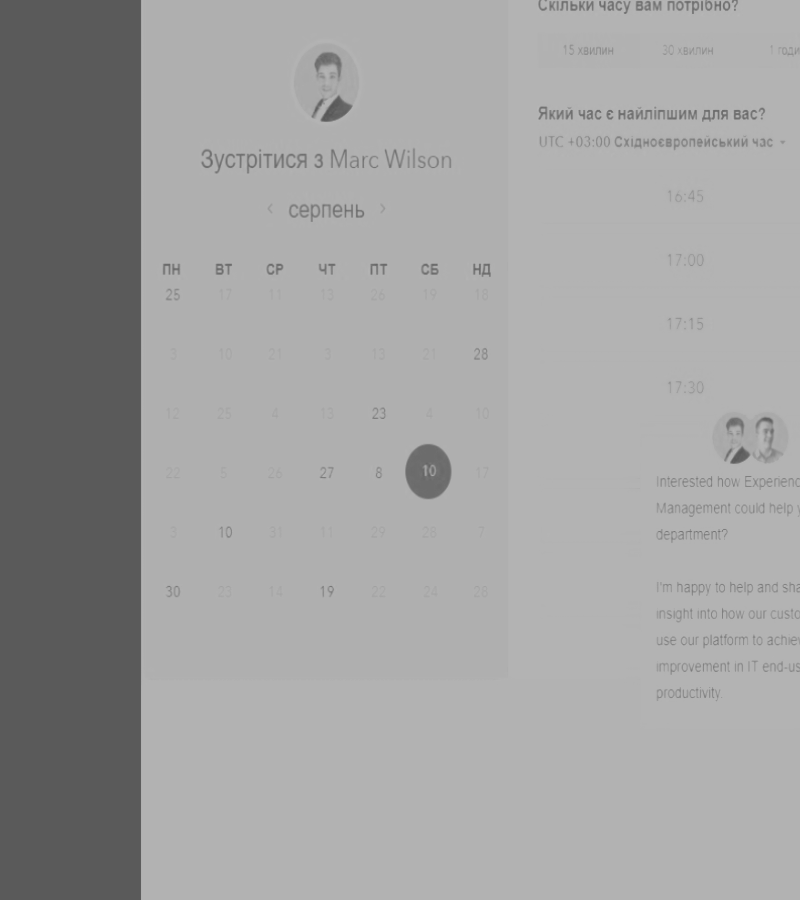 Скільки часу вам потрібно?
15 хвилин 30 хвилин 1 годи
Який час є найліпшим для вас?
UTC +03:00 Східноєвропейський час
16:45
17:00
17:15
17:30
Зустрітися з Marc Wilson
серпень
ПН ВТ СР ЧТ ПТ СБ НД
25 17 11 13 26 19 16
3 10 21 3 13 21 28
12 25 4 13 23 4 10
22 5 26 27 8 10 17
3 10 31 11 29 26 7
30 23 14 19 22 24 28
Interested how Experienc
Management could help y
department?
I'm happy to help and sha
insight into how our custo
use our platform to achiev
improvement in IT end-us
productivity.